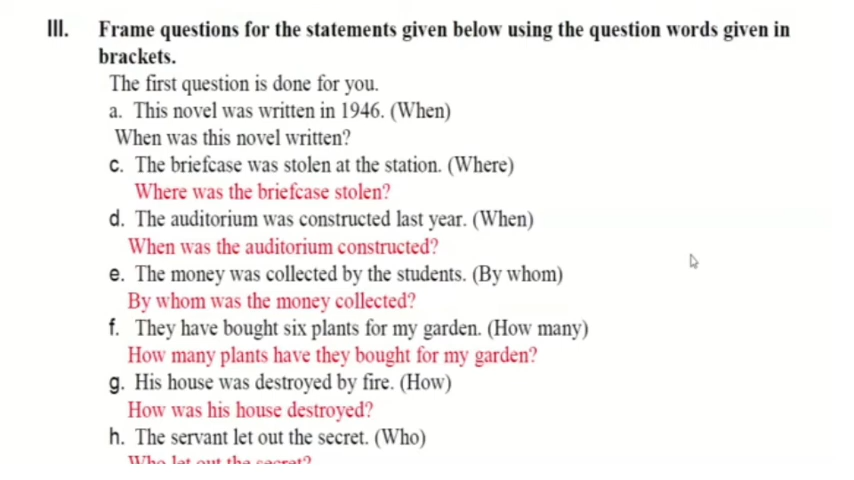 III. Frame questions for the statements given below using the question words given in
brackets.
The first question is done for you.
a. This novel was written in 1946. (When)
When was this novel written?
c. The briefcase was stolen at the station. (Where)
Where was the briefcase stolen?
d. The auditorium was constructed last year. (When)
When was the auditorium constructed?
e. The money was collected by the students. (By whom)
By whom was the money collected?
f. They have bought six plants for my garden. (How many)
How many plants have they bought for my garden?
g. His house was destroyed by fire. (How)
How was his house destroyed?
h. The servant let out the secret. (Who)
Who let out the secret?